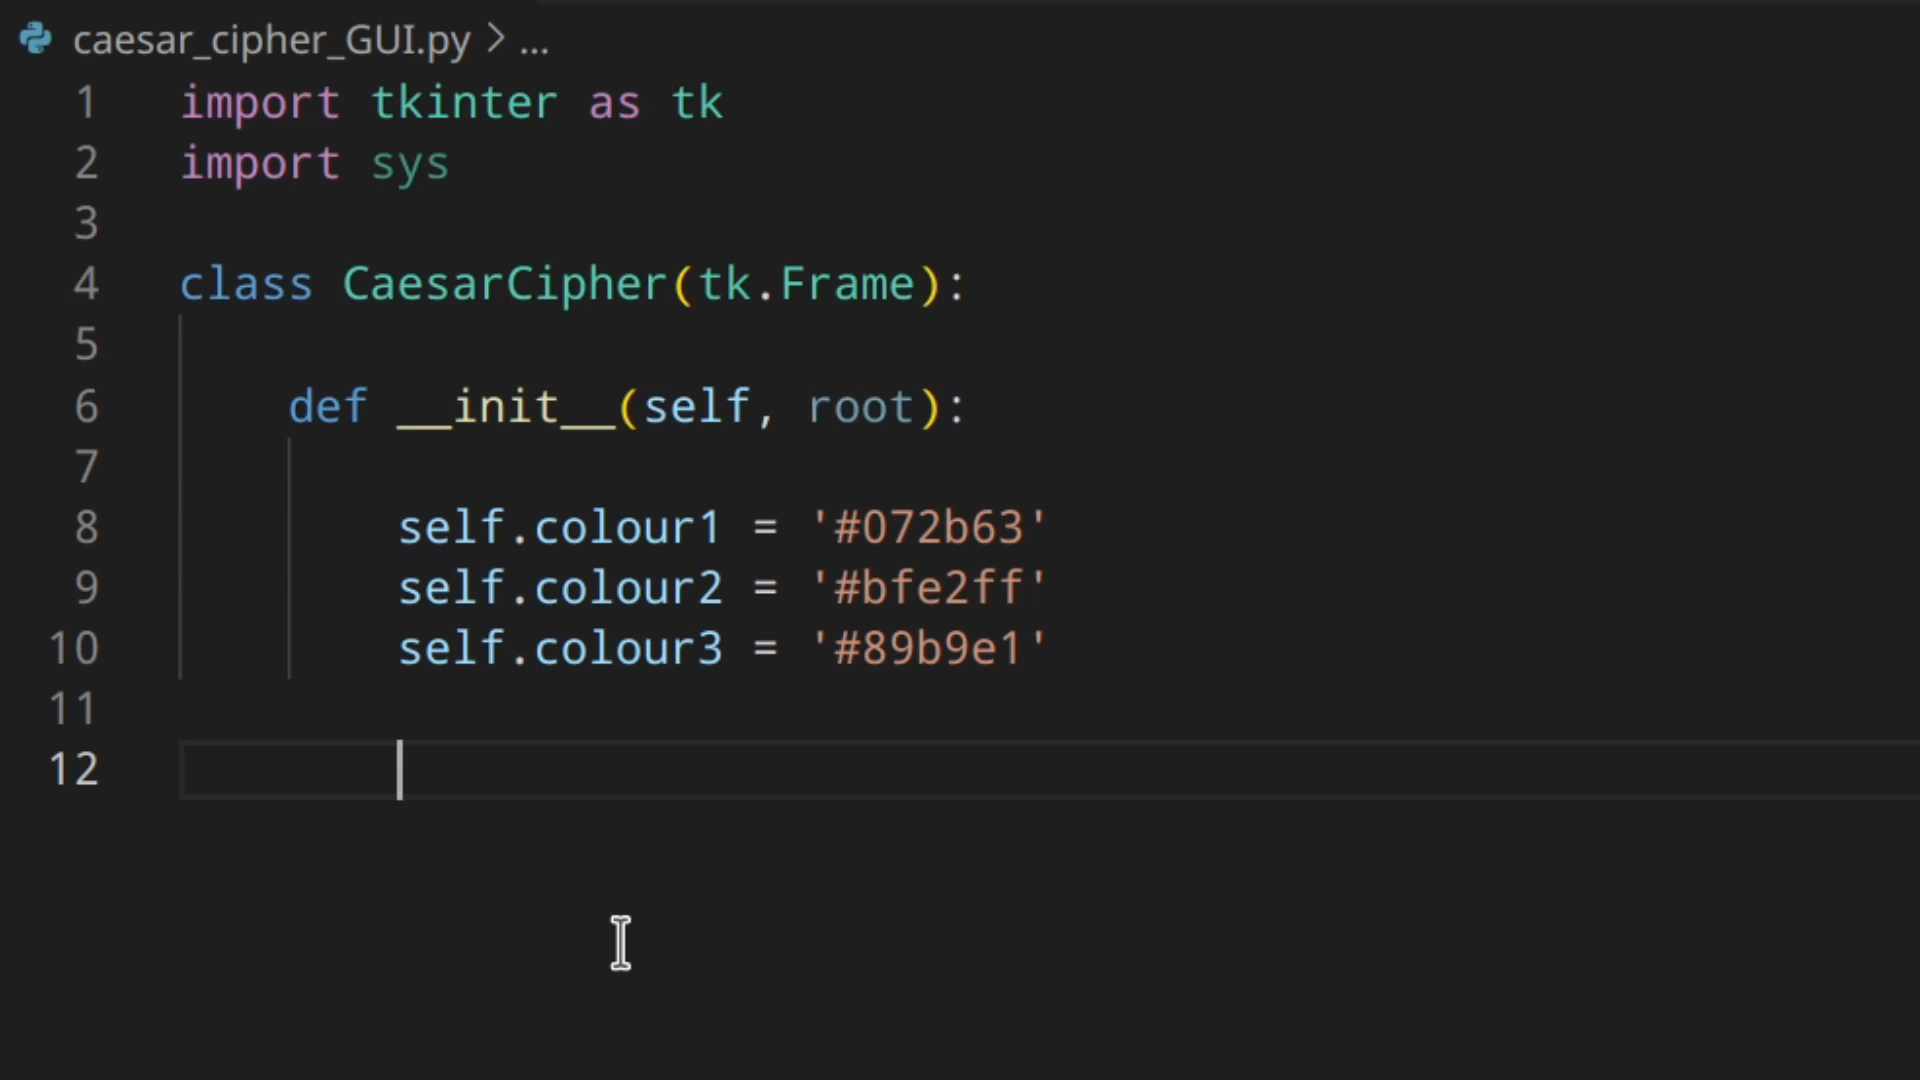 caesar_cipher_GUI.py > ...
1 import tkinter as tk
2 import sys
3
4 class CaesarCipher(tk.Frame):
5
6     def __init__(self, root):
7
8         self.colour1 = '#072b63'
9         self.colour2 = '#bfe2ff'
10         self.colour3 = '#89b9e1'
11
12